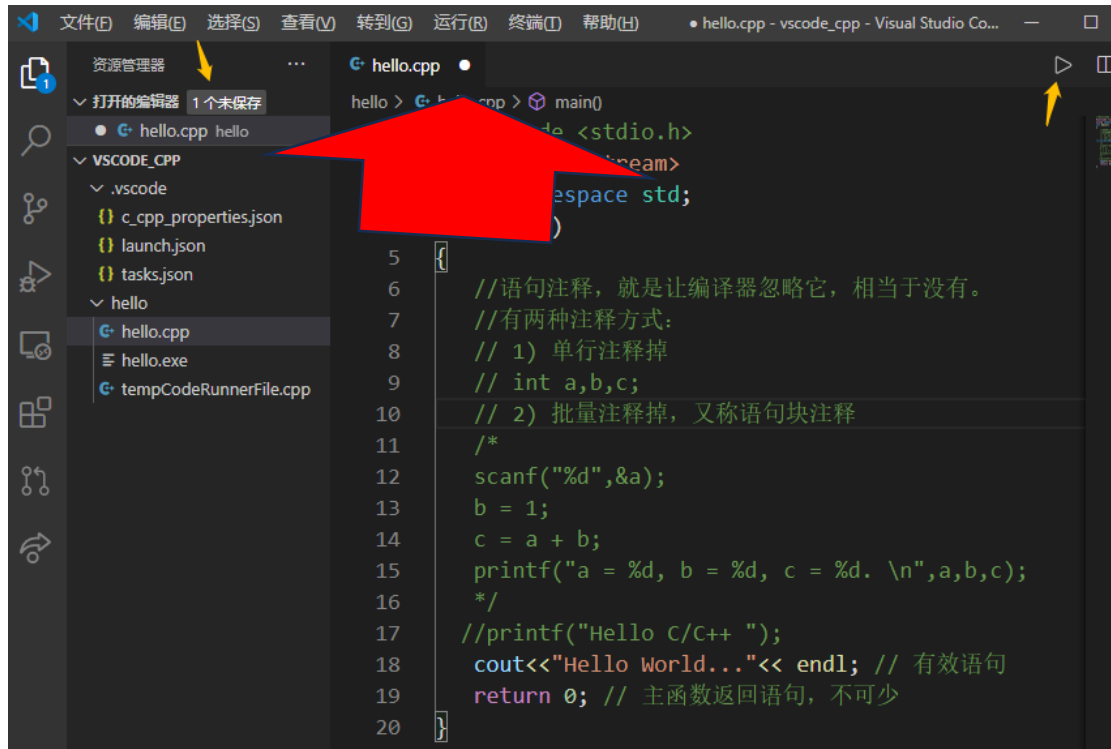 文件(F) 编辑(E) 选择(S) 查看(V) 转到(G) 运行(R) 终端(T) 帮助(H) ● hello.cpp - vscode_cpp - Visual Studio Co...
资源管理器 ...
打开的编辑器 1个未保存
● hello.cpp hello
VSCODE_CPP
.vscode
{} c_cpp_properties.json
{} launch.json
{} tasks.json
hello
hello.cpp
hello.exe
tempCodeRunnerFile.cpp
1
hello.cpp ●
hello > > main()
<stdio.h>
std;
)
5 {
6 //语句注释，就是让编译器忽略它，相当于没有。
7 //有两种注释方式：
8 // 1) 单行注释掉
9 // int a,b,c;
10 // 2) 批量注释掉，又称语句块注释
11 /*
12 scanf("%d",&a);
13 b = 1;
14 c = a + b;
15 printf("a = %d, b = %d, c = %d. \n",a,b,c);
16 */
17 //printf("Hello C/C++ ");
18 cout<<"Hello World..."<< endl; // 有效语句
19 return 0; // 主函数返回语句，不可少
20 }